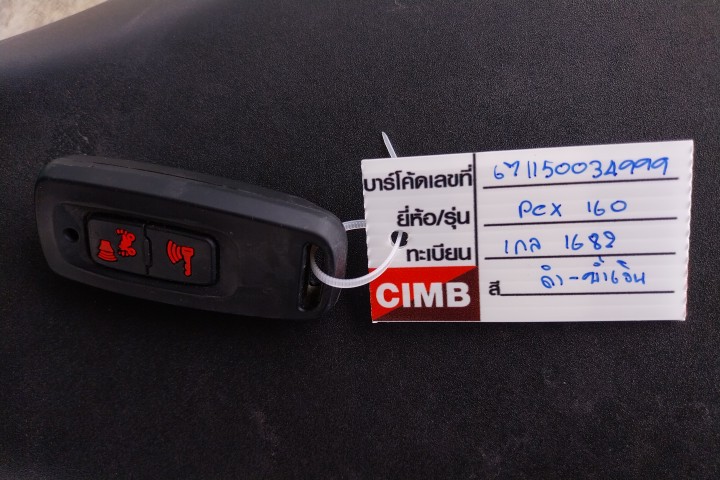 บาร์โค้ดเลขที่ 671150034999
ยี่ห้อ/รุ่น PCX 160
ทะเบียน 1กล 1682
CIMB สี ดำ-น้ำเงิน